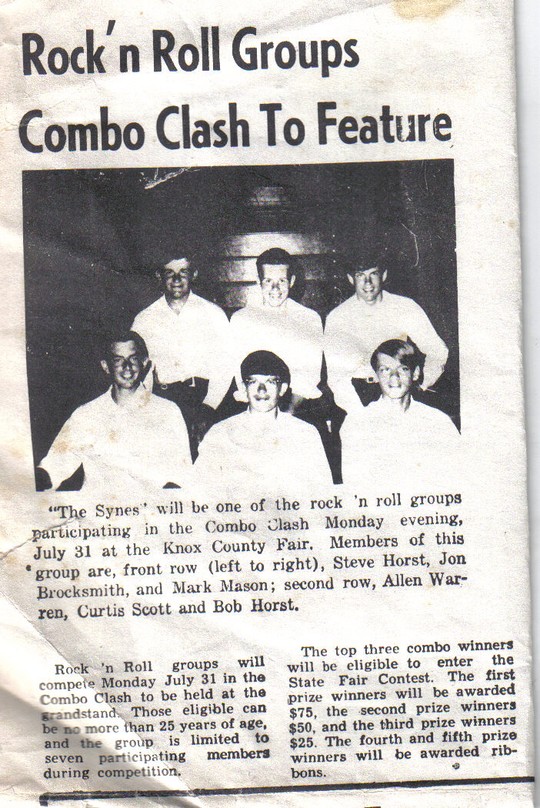 Rock'n Roll Groups
Combo Clash To Feature
"The Synes' will be one of the rock 'n roll groups
participating in the Combo Clash Monday evening,
July 31 at the Knox County Fair. Members of this
group are, front row (left to right), Steve Horst, Jon
Brocksmith, and Mark Mason; second row, Allen War-
ren, Curtis Scott and Bob Horst.
Rock 'n Roll groups will
compete Monday July 31 in the
Combo Clash to be held at the
grandstand. Those eligible can
be no more than 25 years of age,
and the group is limited to
seven participating members
during competition.
The top three combo winners
will be eligible to enter the
State Fair Contest. The first
prize winners will be awarded
$75, the second prize winners
$50, and the third prize winners
$25. The fourth and fifth prize
winners will be awarded rib-
bons.